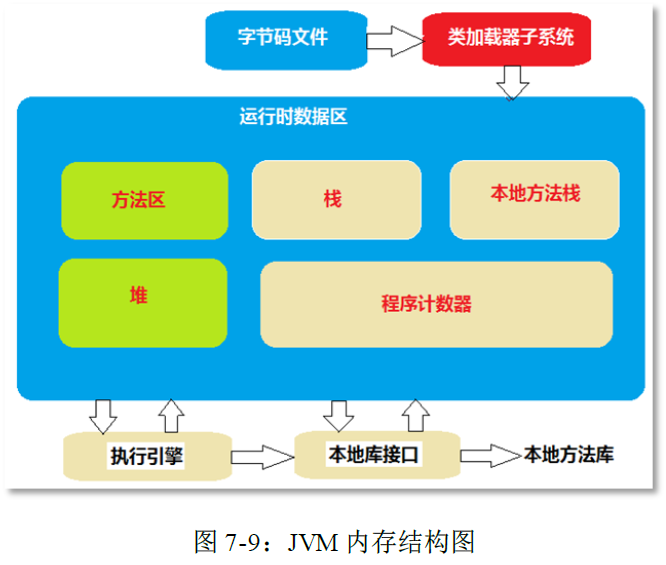 字节码文件
类加载器子系统
运行时数据区
方法区
栈
本地方法栈
堆
程序计数器
执行引擎
本地库接口
本地方法库
图 7-9：JVM 内存结构图